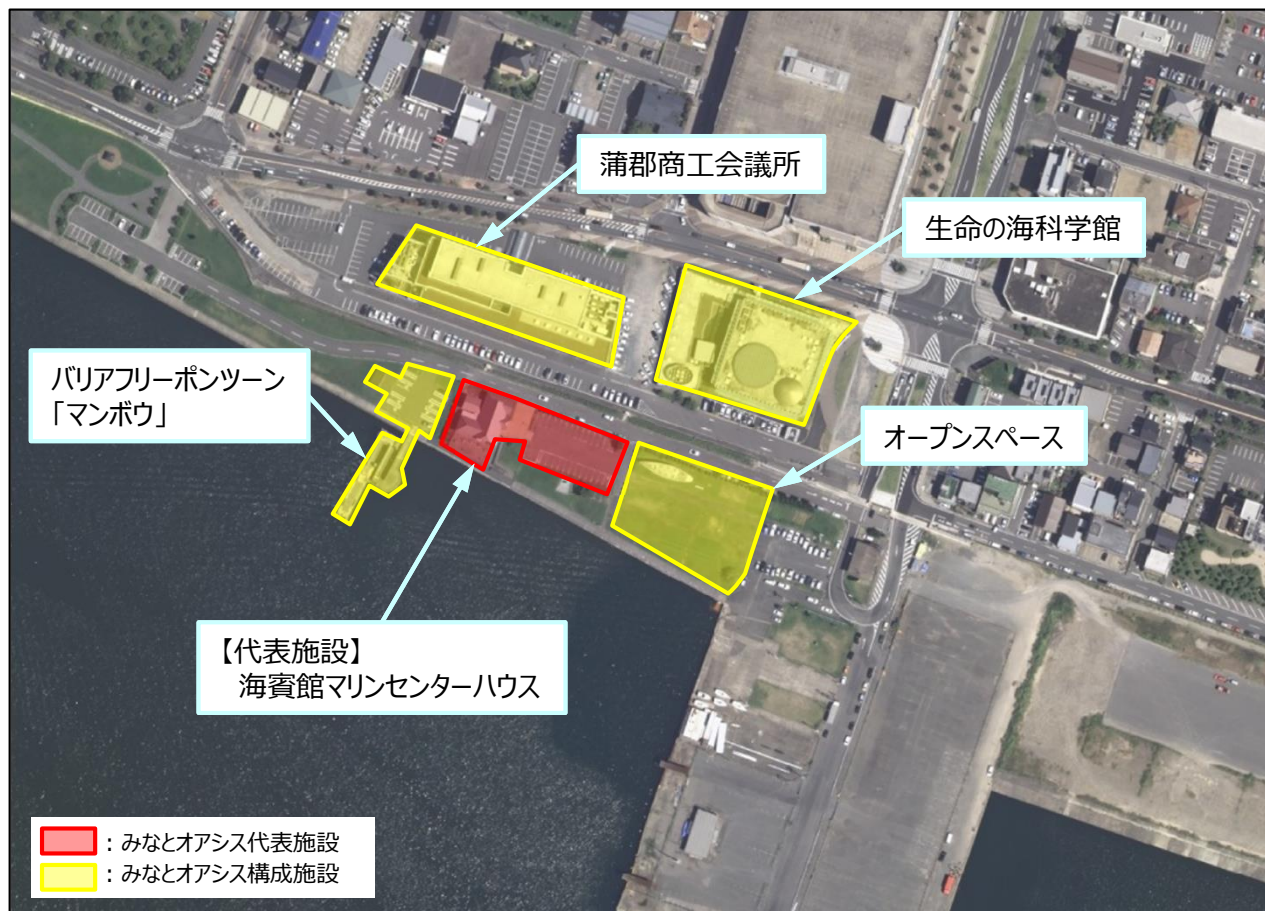 蒲郡商工会議所
生命の海科学館
バリアフリーポンツーン
「マンボウ」
オープンスペース
【代表施設】
海賓館マリンセンターハウス
：みなとオアシス代表施設
：みなとオアシス構成施設